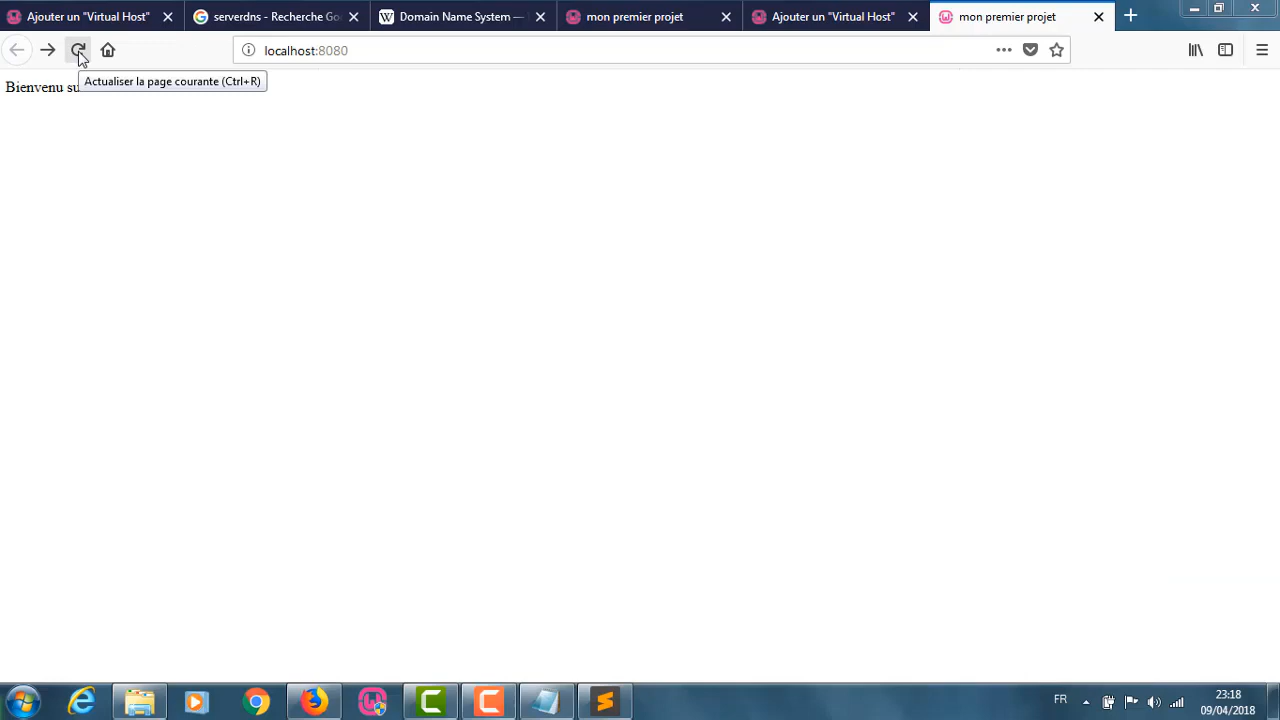 Ajouter un "Virtual Host"
serverdns - Recherche Go
Domain Name System —
mon premier projet
Ajouter un "Virtual Host"
mon premier projet
localhost:8080
Actualiser la page courante (Ctrl+R)
Bienvenu su
FR
23:18
09/04/2018